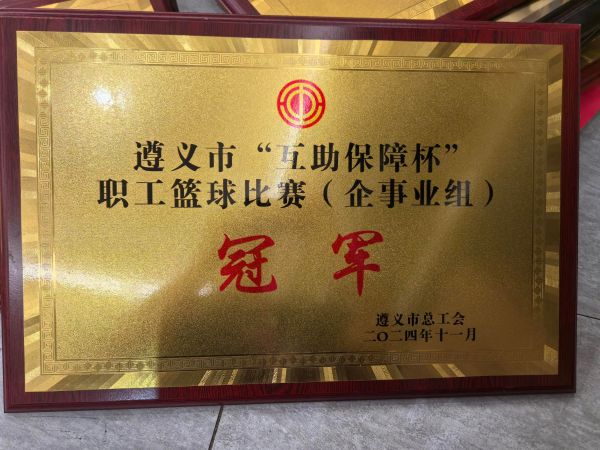 遵义市“互助保障杯”
职工篮球比赛（企事业组）
冠军
遵义市总工会
二〇二四年十一月